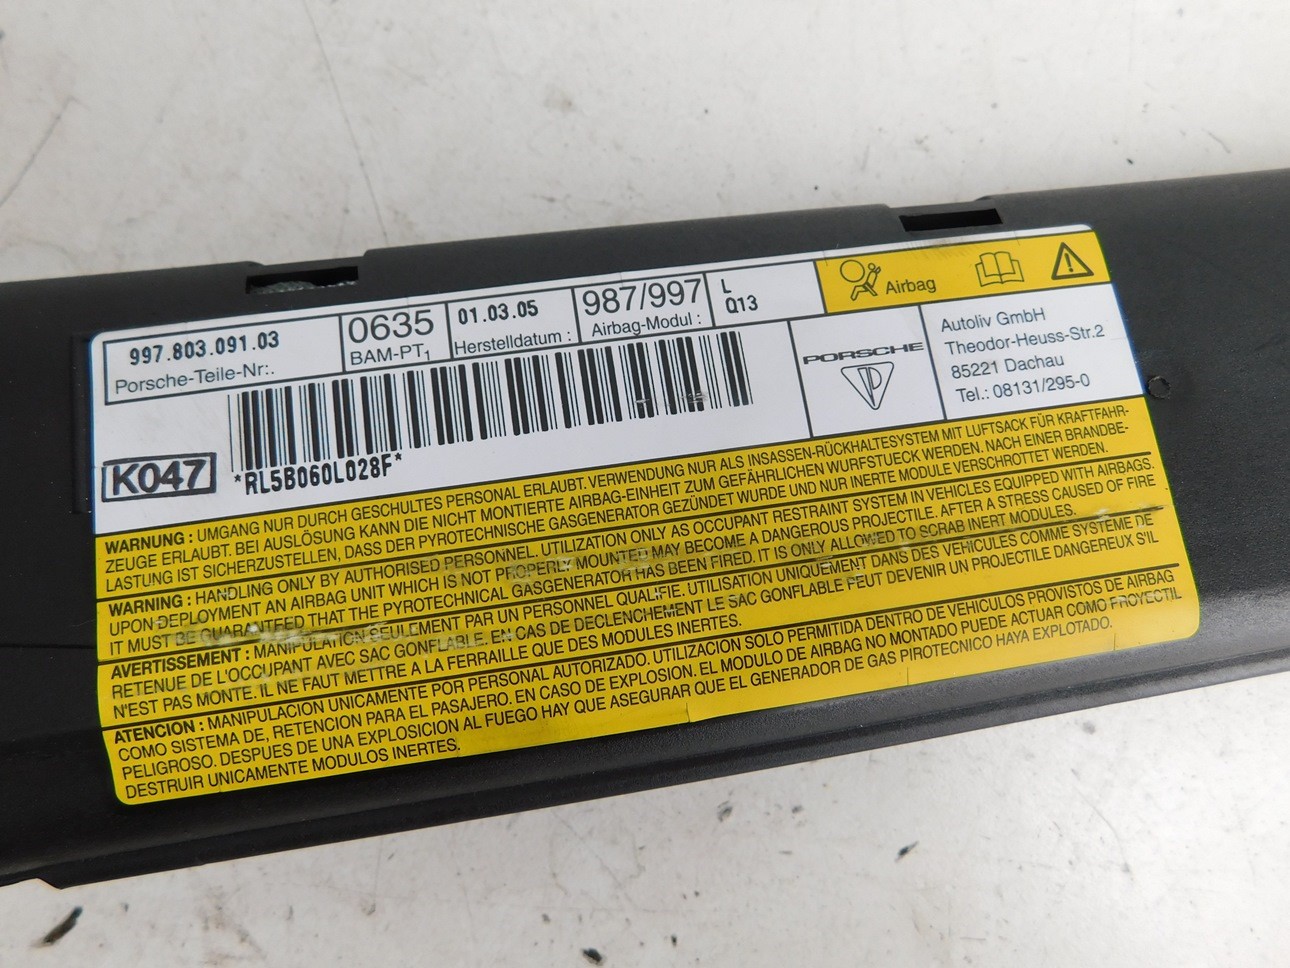 997.803.091.03
Porsche-Teile-Nr:.
0635
BAM-PT1
01.03.05
Herstelldatum :
987/997
Airbag-Modul :
L
Q13
Airbag
K047
*RL5B060L028F*
PORSCHE
Autoliv GmbH
Theodor-Heuss-Str.2
85221 Dachau
Tel.: 08131/295-0
WARNUNG : UMGANG NUR DURCH GESCHULTES PERSONAL ERLAUBT. VERWENDUNG NUR ALS INSASSEN-RÜCKHALTESYSTEM MIT LUFTSACK FÜR KRAFTFAHR-
ZEUGE ERLAUBT. BEI AUSLÖSUNG KANN DIE NICHT MONTIERTE AIRBAG-EINHEIT ZUM GEFÄHRLICHEN WURFSTUECK WERDEN. NACH EINER BRANDBE-
LASTUNG IST SICHERZUSTELLEN, DASS DER PYROTECHNISCHE GASGENERATOR GEZÜNDET WURDE UND NUR INERTE MODULE VERSCHROTTET WERDEN.
WARNING : HANDLING ONLY BY AUTHORISED PERSONNEL. UTILIZATION ONLY AS OCCUPANT RESTRAINT SYSTEM IN VEHICLES EQUIPPED WITH AIRBAGS.
UPON DEPLOYMENT AN AIRBAG UNIT WHICH IS NOT PROPERLY MOUNTED MAY BECOME A DANGEROUS PROJECTILE. AFTER A STRESS CAUSED OF FIRE
IT MUST BE GUARANTEED THAT THE PYROTECHNICAL GASGENERATOR HAS BEEN FIRED. IT IS ONLY ALLOWED TO SCRAB INERT MODULES.
AVERTISSEMENT : MANIPULATION SEULEMENT PAR UN PERSONNEL QUALIFIE. UTILISATION UNIQUEMENT DANS DES VEHICULES COMME SYSTEME DE
RETENUE DE L'OCCUPANT AVEC SAC GONFLABLE. EN CAS DE DECLENCHEMENT LE SAC GONFLABLE PEUT DEVENIR UN PROJECTILE DANGEREUX S'IL
N'EST PAS MONTE. IL NE FAUT METTRE A LA FERRAILLE QUE DES MODULES INERTES.
ATENCION : MANIPULACION UNICAMENTE POR PERSONAL AUTORIZADO. UTILIZACION SOLO PERMITIDA DENTRO DE VEHICULOS PROVISTOS DE AIRBAG
COMO SISTEMA DE, RETENCION PARA EL PASAJERO. EN CASO DE EXPLOSION. EL MODULO DE AIRBAG NO MONTADO PUEDE ACTUAR COMO PROYECTIL
PELIGROSO. DESPUES DE UNA EXPLOSION AL FUEGO HAY QUE ASEGURAR QUE EL GENERADOR DE GAS PIROTECNICO HAYA EXPLOTADO.
DESTRUIR UNICAMENTE MODULOS INERTES.